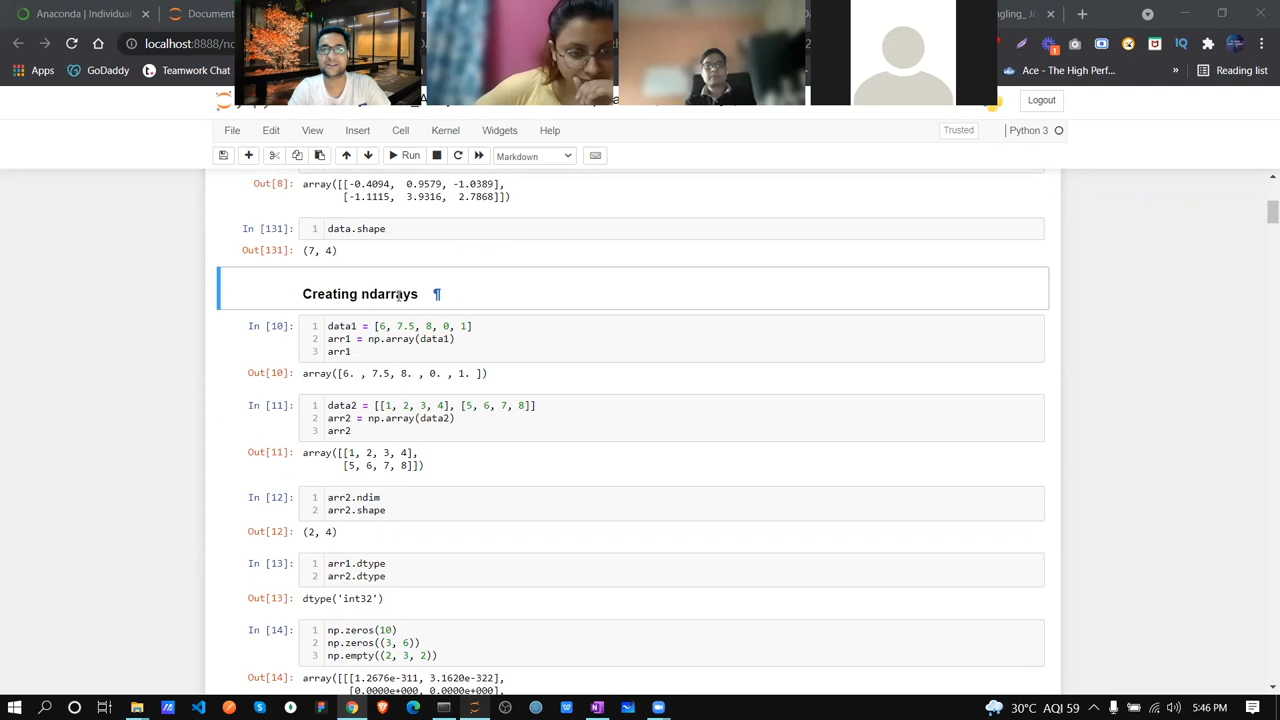 Anaconda | Individual
Document
ngling_Jo
localhost:8888/no
Apps
GoDaddy
Teamwork Chat
Ace - The High Perf...
Reading list
Logout
File Edit View Insert Cell Kernel Widgets Help
Trusted
Python 3
Run
Markdown
Out[8]: array([[-0.4094, 0.9579, -1.0389],
[-1.1115, 3.9316, 2.7868]])
In [131]: 1 data.shape
Out[131]: (7, 4)
Creating ndarrays ¶
In [10]: 1 data1 = [6, 7.5, 8, 0, 1]
2 arr1 = np.array(data1)
3 arr1
Out[10]: array([6. , 7.5, 8. , 0. , 1. ])
In [11]: 1 data2 = [[1, 2, 3, 4], [5, 6, 7, 8]]
2 arr2 = np.array(data2)
3 arr2
Out[11]: array([[1, 2, 3, 4],
[5, 6, 7, 8]])
In [12]: 1 arr2.ndim
2 arr2.shape
Out[12]: (2, 4)
In [13]: 1 arr1.dtype
2 arr2.dtype
Out[13]: dtype('int32')
In [14]: 1 np.zeros(10)
2 np.zeros((3, 6))
3 np.empty((2, 3, 2))
Out[14]: array([[[1.2676e-311, 3.1620e-322],
[0.0000e+000, 0.0000e+000],
30°C AQI 59
5:46 PM